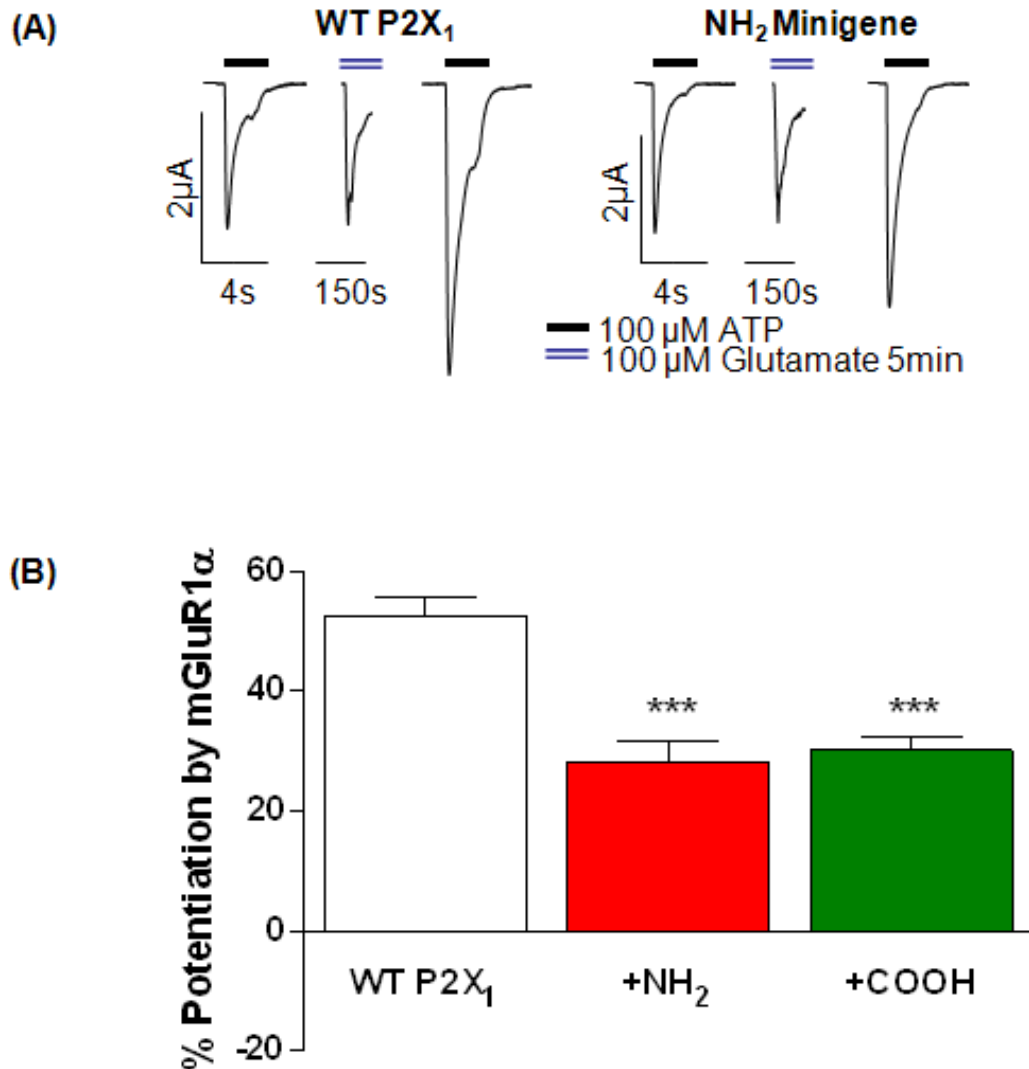 (A)
WT P2X₁
NH₂ Minigene
2µA
4s
150s
2µA
4s
150s
100 µM ATP
100 µM Glutamate 5min
(B)
% Potentiation by mGluR1α
60
40
20
0
-20
***
***
WT P2X₁
+NH₂
+COOH